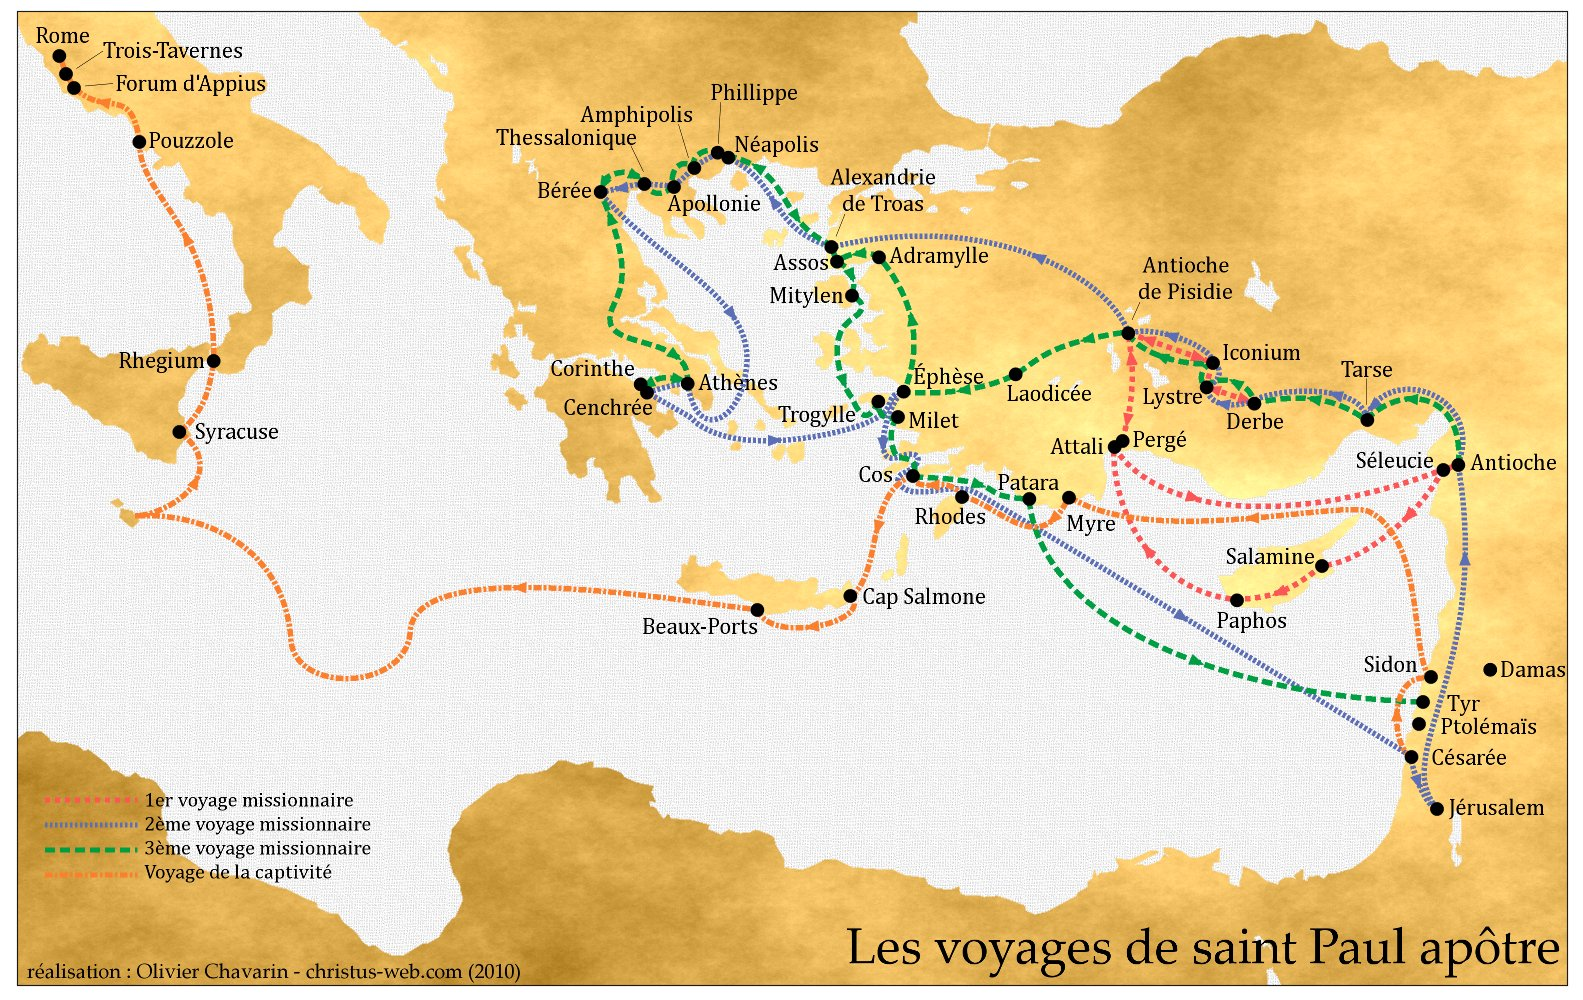 Rome
Trois-Tavernes
Forum d'Appius
Phillippe
Amphipolis
Thessalonique
Néapolis
Pouzzole
Alexandrie
de Troas
Bérée
Apollonie
Assos
Adramylle
Antioche
de Pisidie
Mitylen
Rhegium
Corinthe
Iconium
Athènes
Éphèse
Tarse
Laodicée
Lystre
Cenchrée
Trogylle
Milet
Derbe
Syracuse
Attali
Pergé
Séleucie
Antioche
Cos
Patara
Rhodes
Myre
Salamine
Cap Salmone
Beaux-Ports
Paphos
Sidon
Damas
Tyr
Ptolémaïs
Césarée
Jérusalem
1er voyage missionnaire
2ème voyage missionnaire
3ème voyage missionnaire
Voyage de la captivité
Les voyages de saint Paul apôtre
réalisation : Olivier Chavarin - christus-web.com (2010)